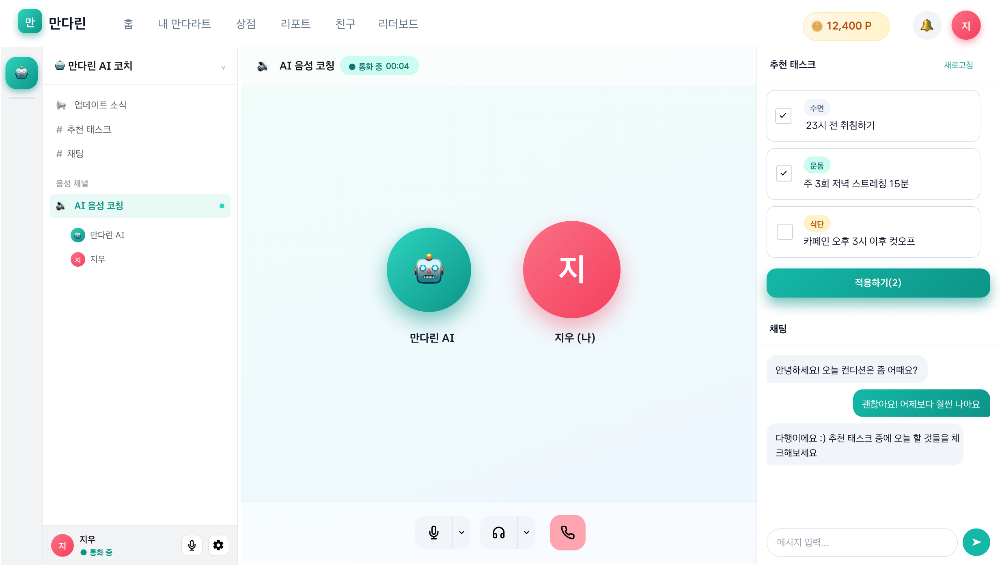 만 만다린 홈 내 만다라트 상점 리포트 친구 리더보드 12,400 P 지
만다린 AI 코치
업데이트 소식
# 추천 태스크
# 채팅
음성 채널
AI 음성 코칭
만다린 AI
지 지우
지 지우
통화 중
AI 음성 코칭 통화 중 00:04
지
만다린 AI 지우 (나)
추천 태스크 새로고침
수면
23시 전 취침하기
운동
주 3회 저녁 스트레칭 15분
식단
카페인 오후 3시 이후 컷오프
적용하기(2)
채팅
안녕하세요! 오늘 컨디션은 좀 어때요?
괜찮아요! 어제보다 훨씬 나아요
다행이에요 :) 추천 태스크 중에 오늘 할 것들을 체
크해보세요
메시지 입력...